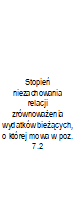 Stopień
niezachowania
relacji
zrównoważenia
wydatków bieżących,
o której mowa w poz.
7.2